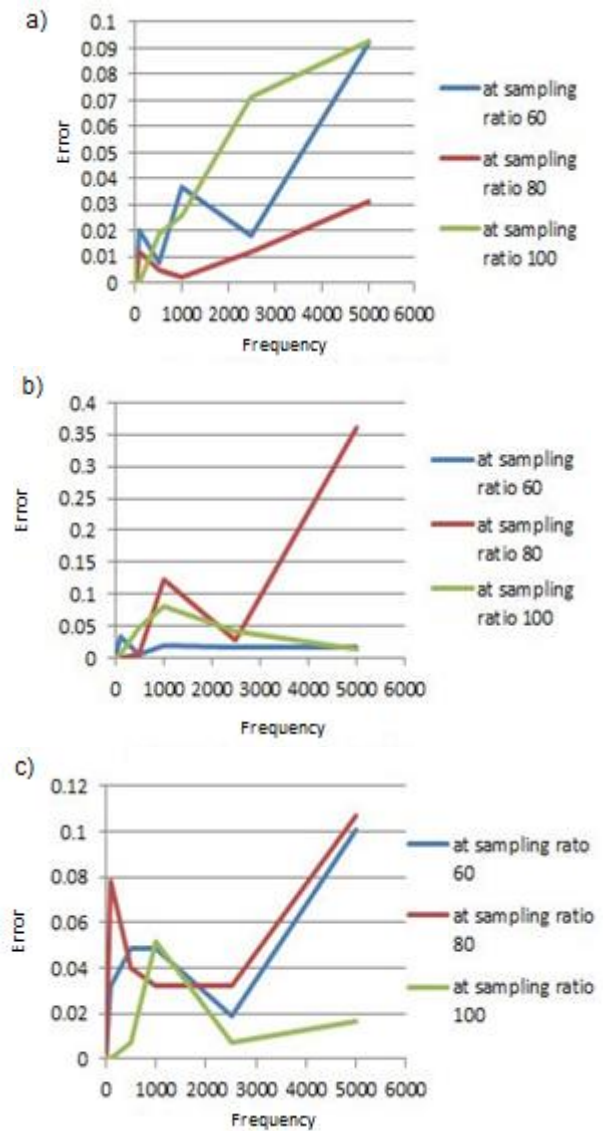 a)
0.1
0.09
0.08
0.07
0.06
0.05
0.04
0.03
0.02
0.01
0
Error
0 1000 2000 3000 4000 5000 6000
Frequency
at sampling
ratio 60
at sampling
ratio 80
at sampling
ratio 100
b)
0.4
0.35
0.3
0.25
0.2
0.15
0.1
0.05
0
Error
0 1000 2000 3000 4000 5000 6000
Frequency
at sampling
ratio 60
at sampling
ratio 80
at sampling
ratio 100
c)
0.12
0.1
0.08
0.06
0.04
0.02
0
Error
0 1000 2000 3000 4000 5000 6000
Frequency
at sampling rato
60
at sampling ratio
80
at sampling ratio
100